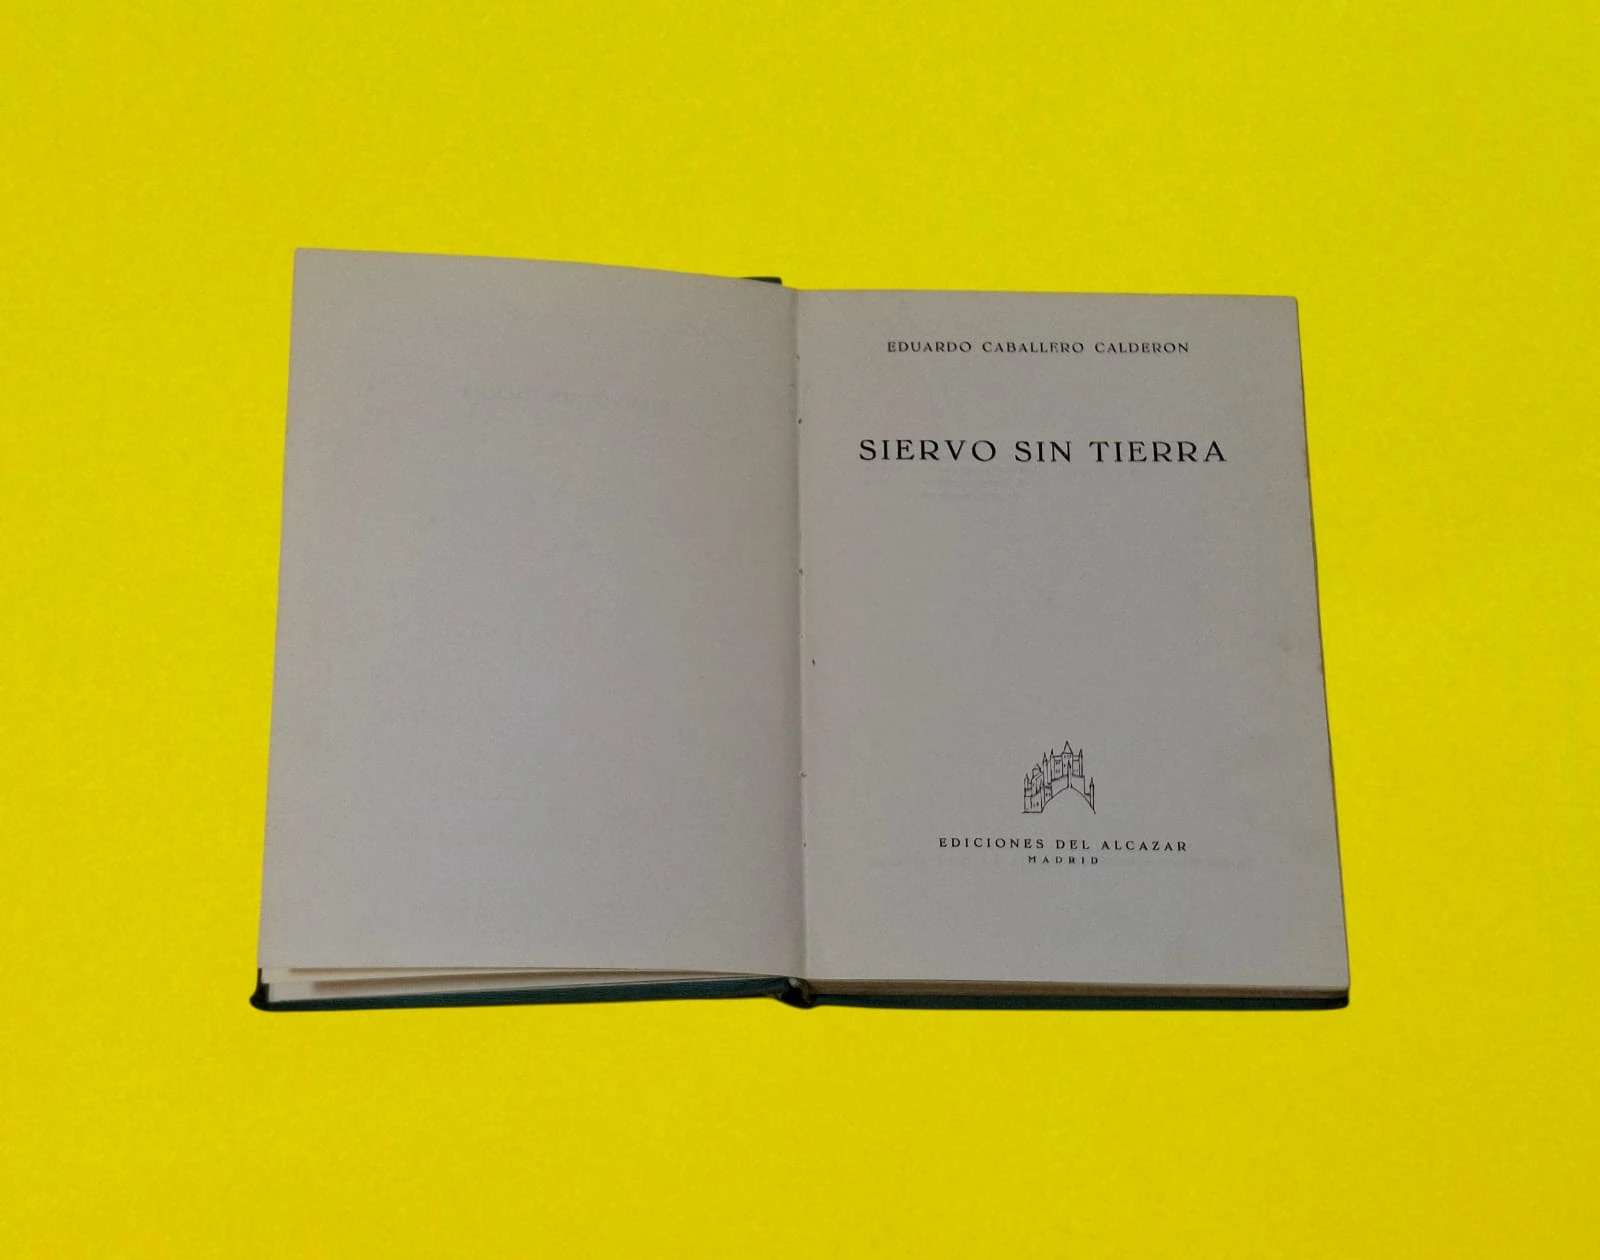 EDUARDO CABALLERO CALDERON
SIERVO SIN TIERRA
EDICIONES DEL ALCAZAR
MADRID